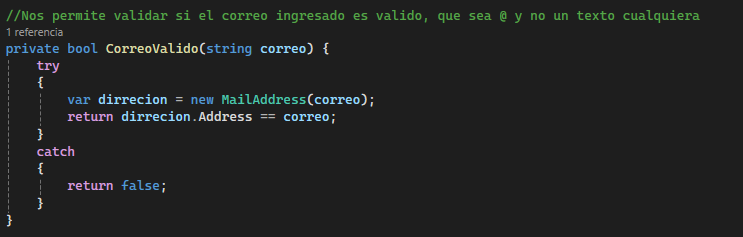 //Nos permite validar si el correo ingresado es valido, que sea @ y no un texto cualquiera
1 referencia
private bool CorreoValido(string correo) {
try
{
var dirrecion = new MailAddress(correo);
return dirrecion.Address == correo;
}
catch
{
return false;
}
}